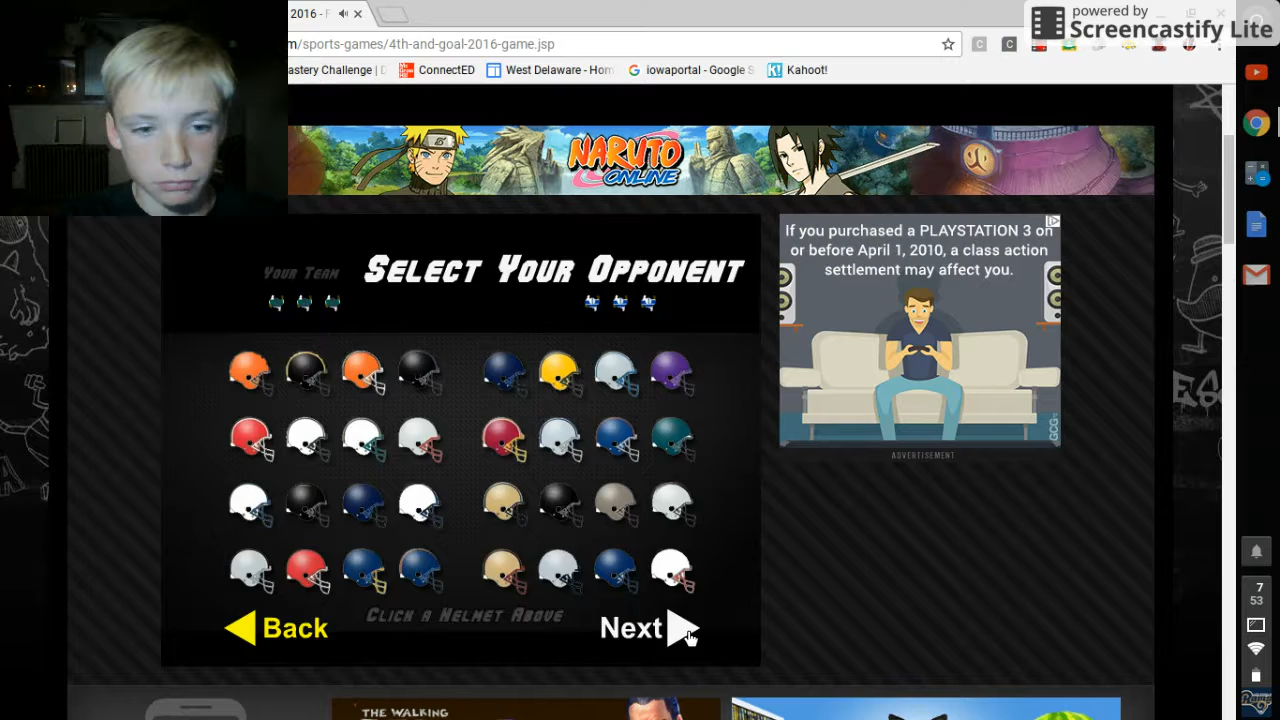 2016 - F
powered by
Screencastify Lite
m/sports-games/4th-and-goal-2016-game.jsp
astery Challenge | D
ConnectED
West Delaware - Hom
iowaportal - Google S
Kahoot!
NARUTO
ONLINE
If you purchased a PLAYSTATION 3 on
or before April 1, 2010, a class action
settlement may affect you.
GCG
ADVERTISEMENT
Your Team
Select Your Opponent
Click a Helmet Above
Back
Next
7
53
THE WALKING